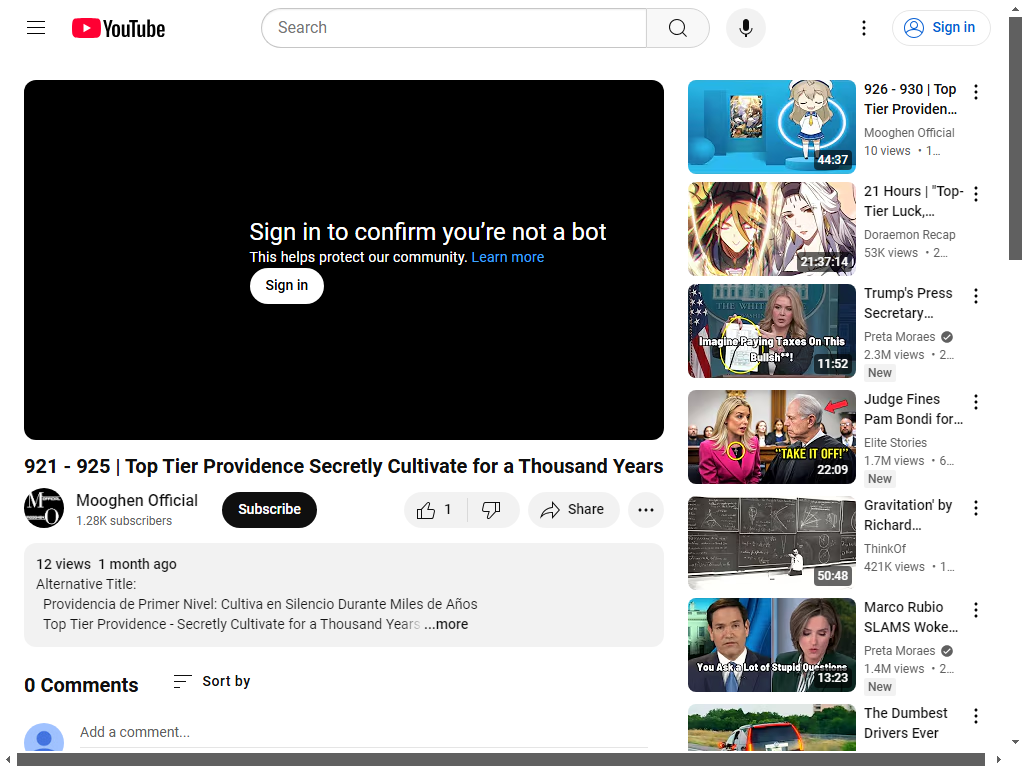 YouTube
Search
Sign in
Sign in to confirm you’re not a bot
This helps protect our community. Learn more
Sign in
921 - 925 | Top Tier Providence Secretly Cultivate for a Thousand Years
Mooghen Official
1.28K subscribers
Subscribe
1
Share
12 views 1 month ago
Alternative Title:
Providencia de Primer Nivel: Cultiva en Silencio Durante Miles de Años
Top Tier Providence - Secretly Cultivate for a Thousand Years ...more
0 Comments
Sort by
Add a comment...
44:37
926 - 930 | Top
Tier Providen...
Mooghen Official
10 views • 1...
21:37:14
21 Hours | "Top-
Tier Luck,...
Doraemon Recap
53K views • 2...
THE WHITE
Imagine Paying Taxes On This
Bullsh**!
11:52
Trump's Press
Secretary...
Preta Moraes
2.3M views • 2...
New
"TAKE IT OFF!"
22:09
Judge Fines
Pam Bondi for...
Elite Stories
1.7M views • 6...
New
50:48
Gravitation' by
Richard...
ThinkOf
421K views • 1...
You Ask a Lot of Stupid Questions
13:23
Marco Rubio
SLAMS Woke...
Preta Moraes
1.4M views • 2...
New
The Dumbest
Drivers Ever